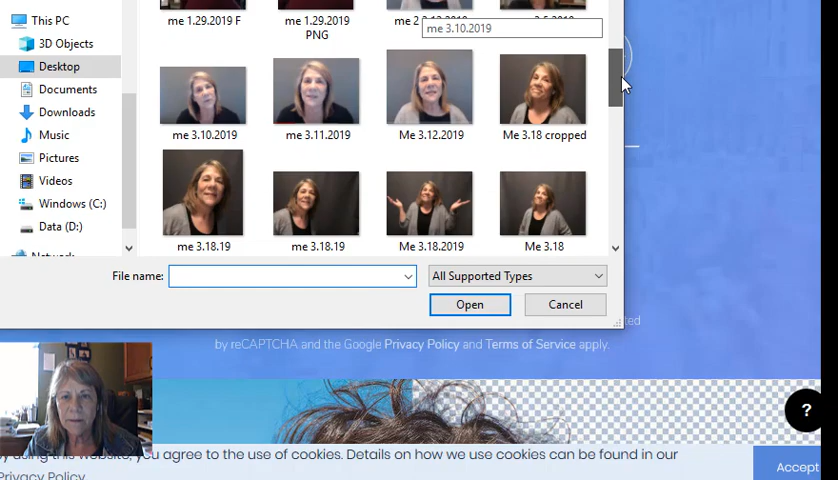 This PC
3D Objects
Desktop
Documents
Downloads
Music
Pictures
Videos
Windows (C:)
Data (D:)
me 1.29.2019 F
me 1.29.2019
PNG
me 2
me 3.10.2019
me 3.10.2019
me 3.11.2019
Me 3.12.2019
Me 3.18 cropped
me 3.18.19
me 3.18.19
Me 3.18.2019
Me 3.18
File name:
All Supported Types
Open
Cancel
by reCAPTCHA and the Google Privacy Policy and Terms of Service apply.
?
you agree to the use of cookies. Details on how we use cookies can be found in our
Privacy Policy
Accept